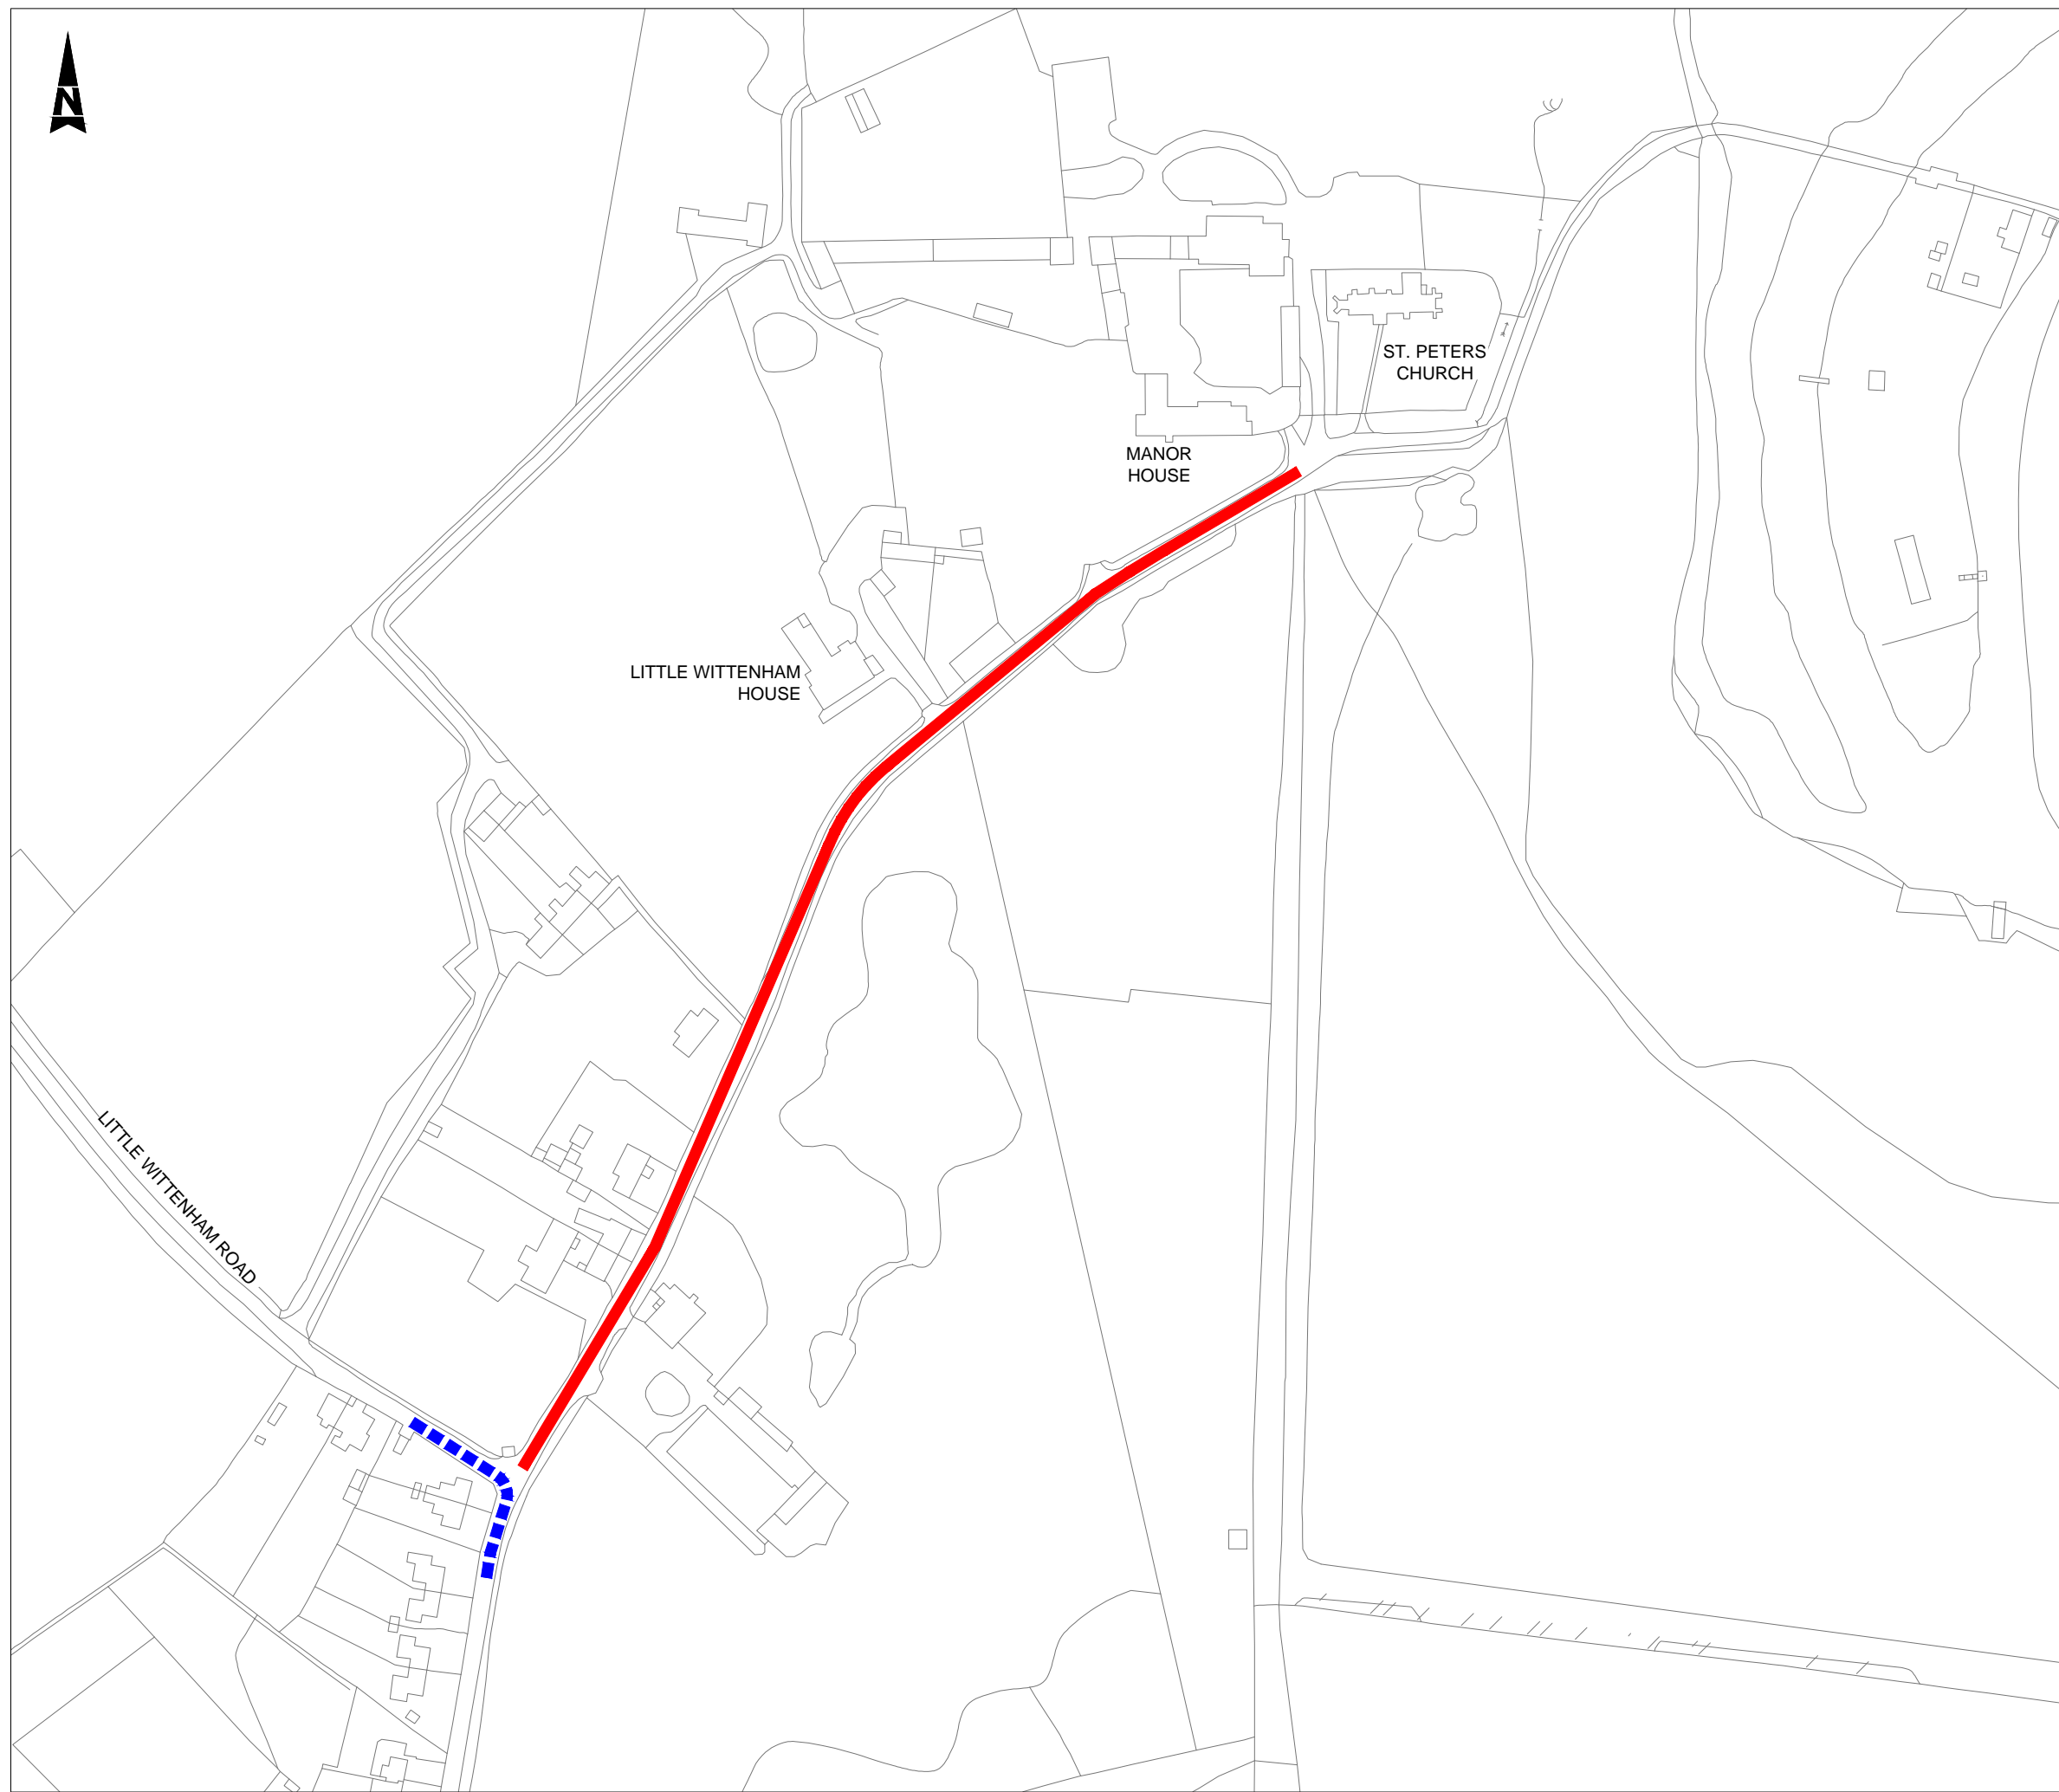 N
ST. PETERS
CHURCH
MANOR
HOUSE
LITTLE WITTENHAM
HOUSE
LITTLE WITTENHAM ROAD